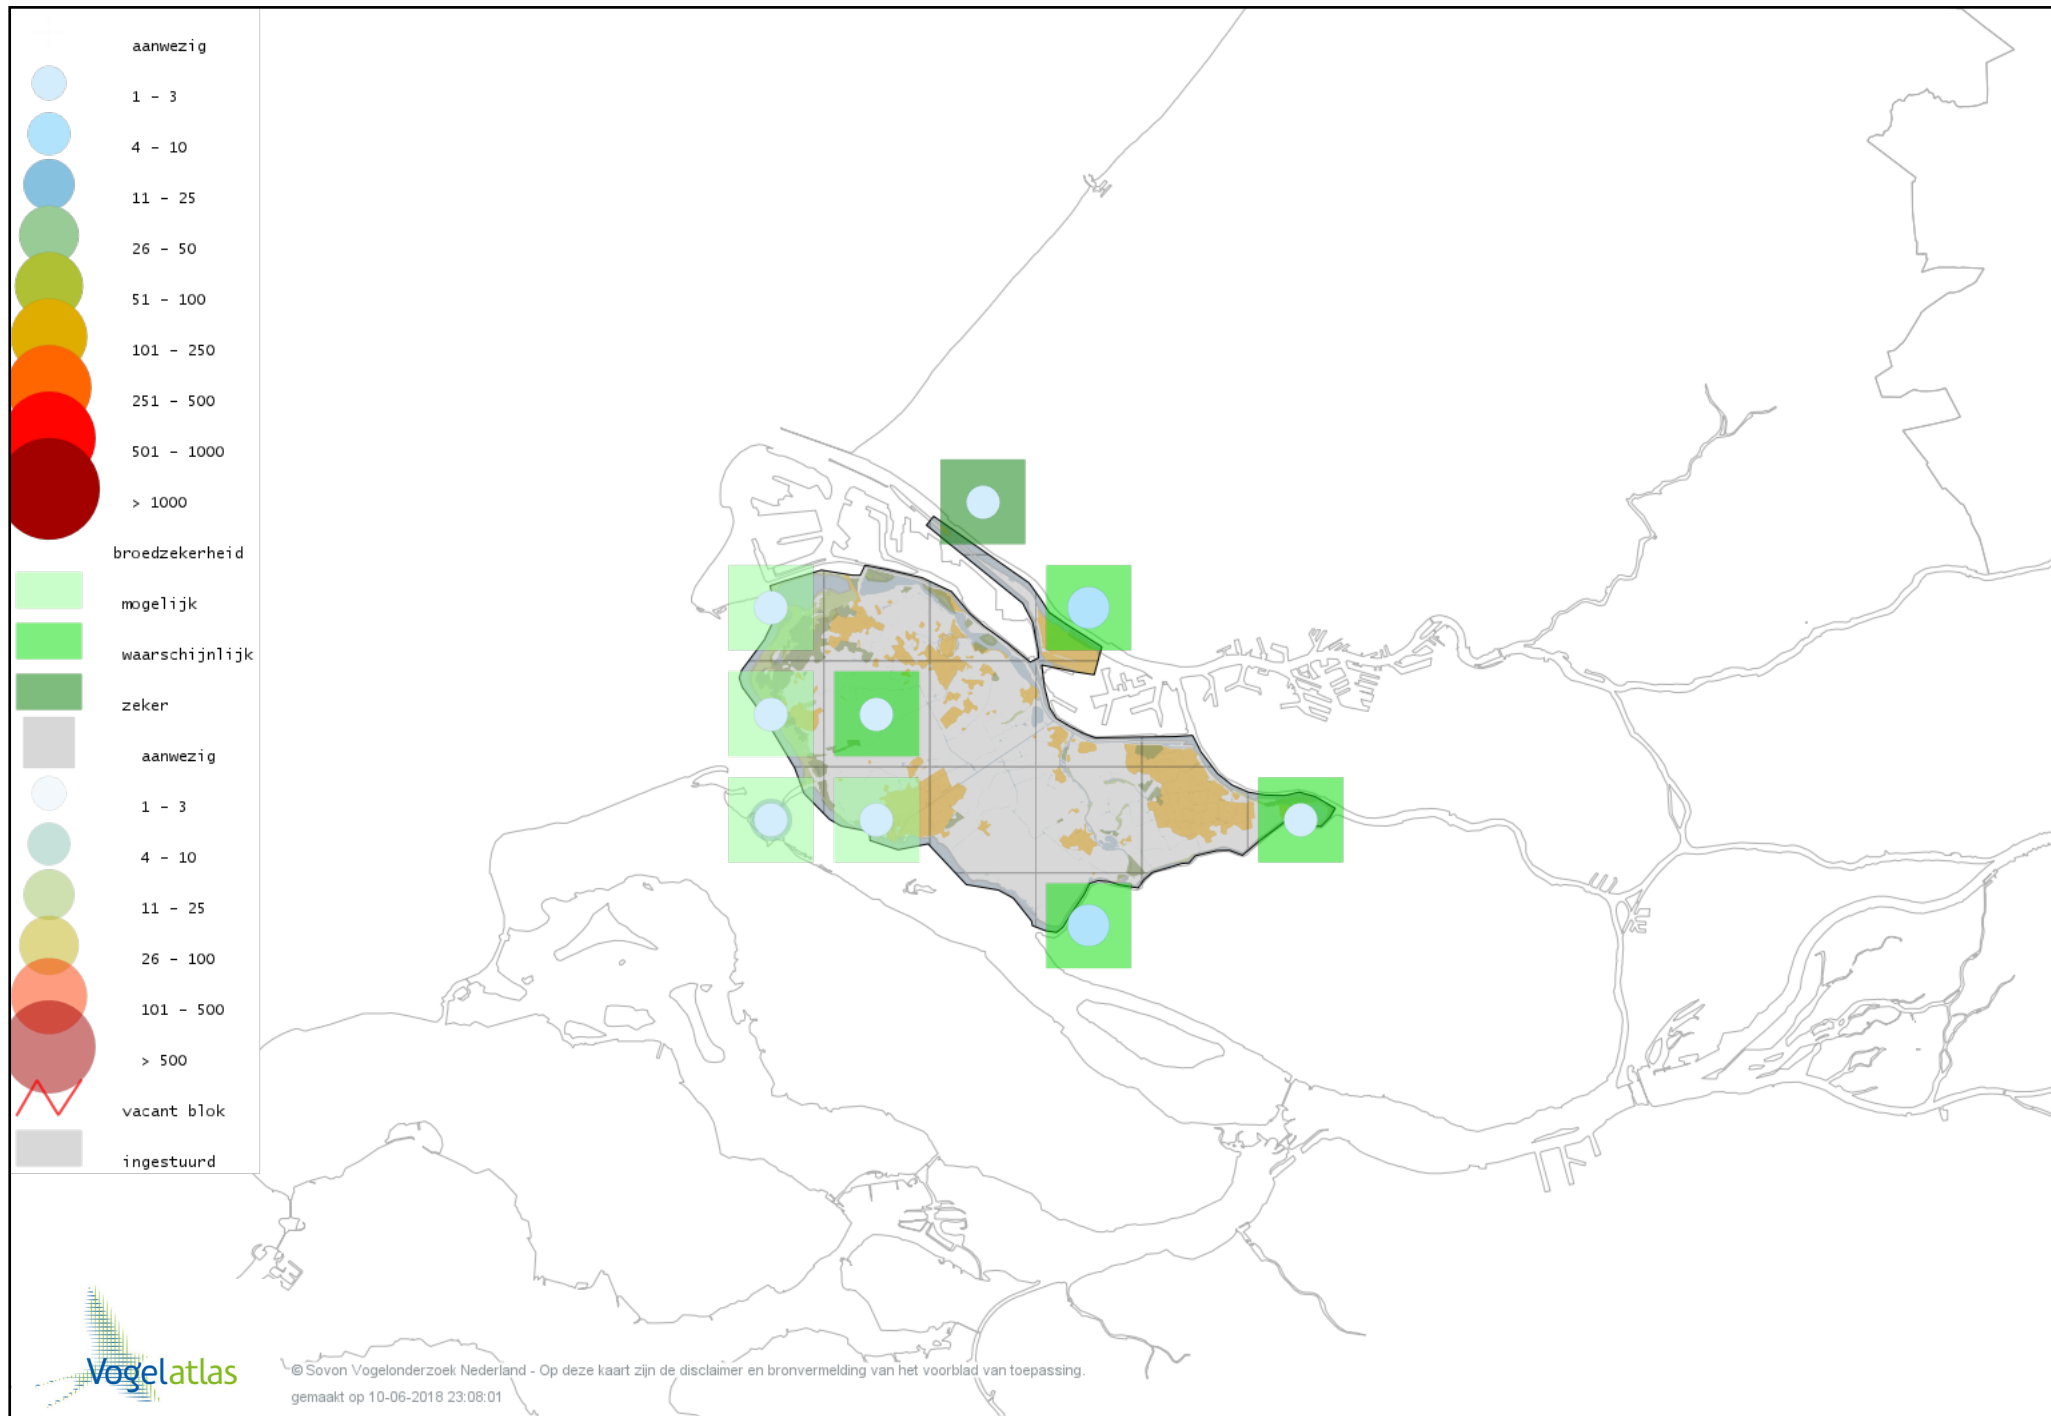 aanwezig
1 - 3
4 - 10
11 - 25
26 - 50
51 - 100
101 - 250
251 - 500
501 - 1000
> 1000
broedzekerheid
mogelijk
waarschijnlijk
zeker
aanwezig
1 - 3
4 - 10
11 - 25
26 - 100
101 - 500
> 500
vacant blok
ingestuurd
Vogelatlas
© Sovon Vogelonderzoek Nederland - Op deze kaart zijn de disclaimer en bronvermelding van het voorblad van toepassing.
gemaakt op 10-06-2018 23:08:01